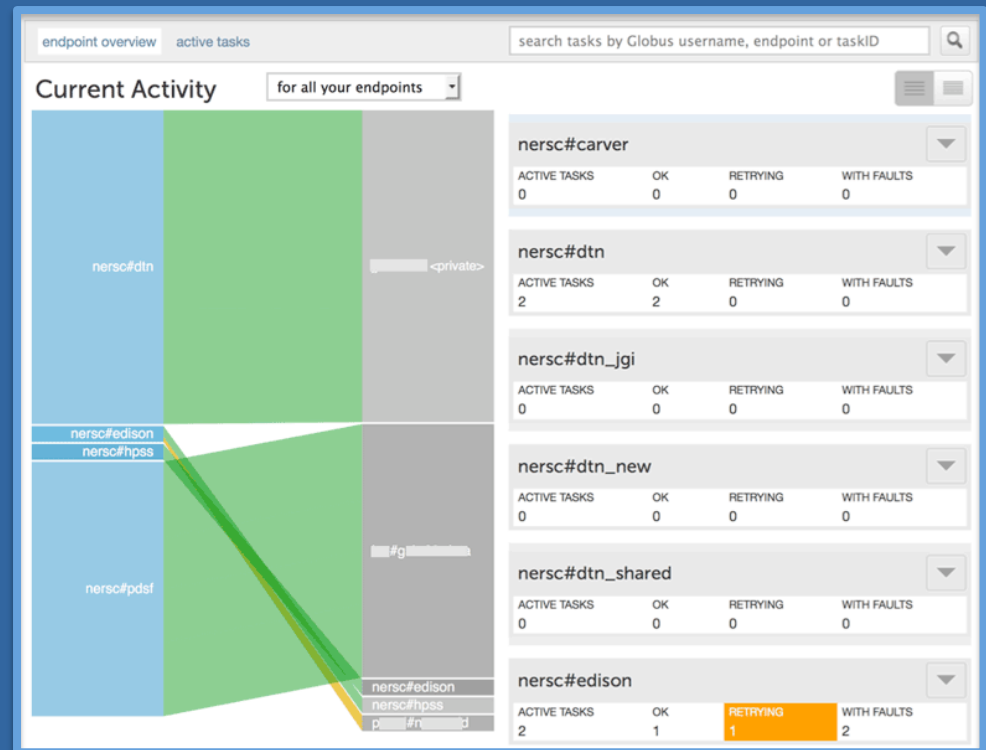 endpoint overview active tasks
search tasks by Globus username, endpoint or taskID
Current Activity
for all your endpoints
nersc#dtn
<private>
nersc#edison
nersc#hpss
nersc#pdsf
#g
nersc#edison
nersc#hpss
nersc#carver
ACTIVE TASKS OK RETRYING WITH FAULTS
0 0 0 0
nersc#dtn
ACTIVE TASKS OK RETRYING WITH FAULTS
2 2 0 0
nersc#dtn_jgi
ACTIVE TASKS OK RETRYING WITH FAULTS
0 0 0 0
nersc#dtn_new
ACTIVE TASKS OK RETRYING WITH FAULTS
0 0 0 0
nersc#dtn_shared
ACTIVE TASKS OK RETRYING WITH FAULTS
0 0 0 0
nersc#edison
ACTIVE TASKS OK RETRYING WITH FAULTS
2 1 1 2